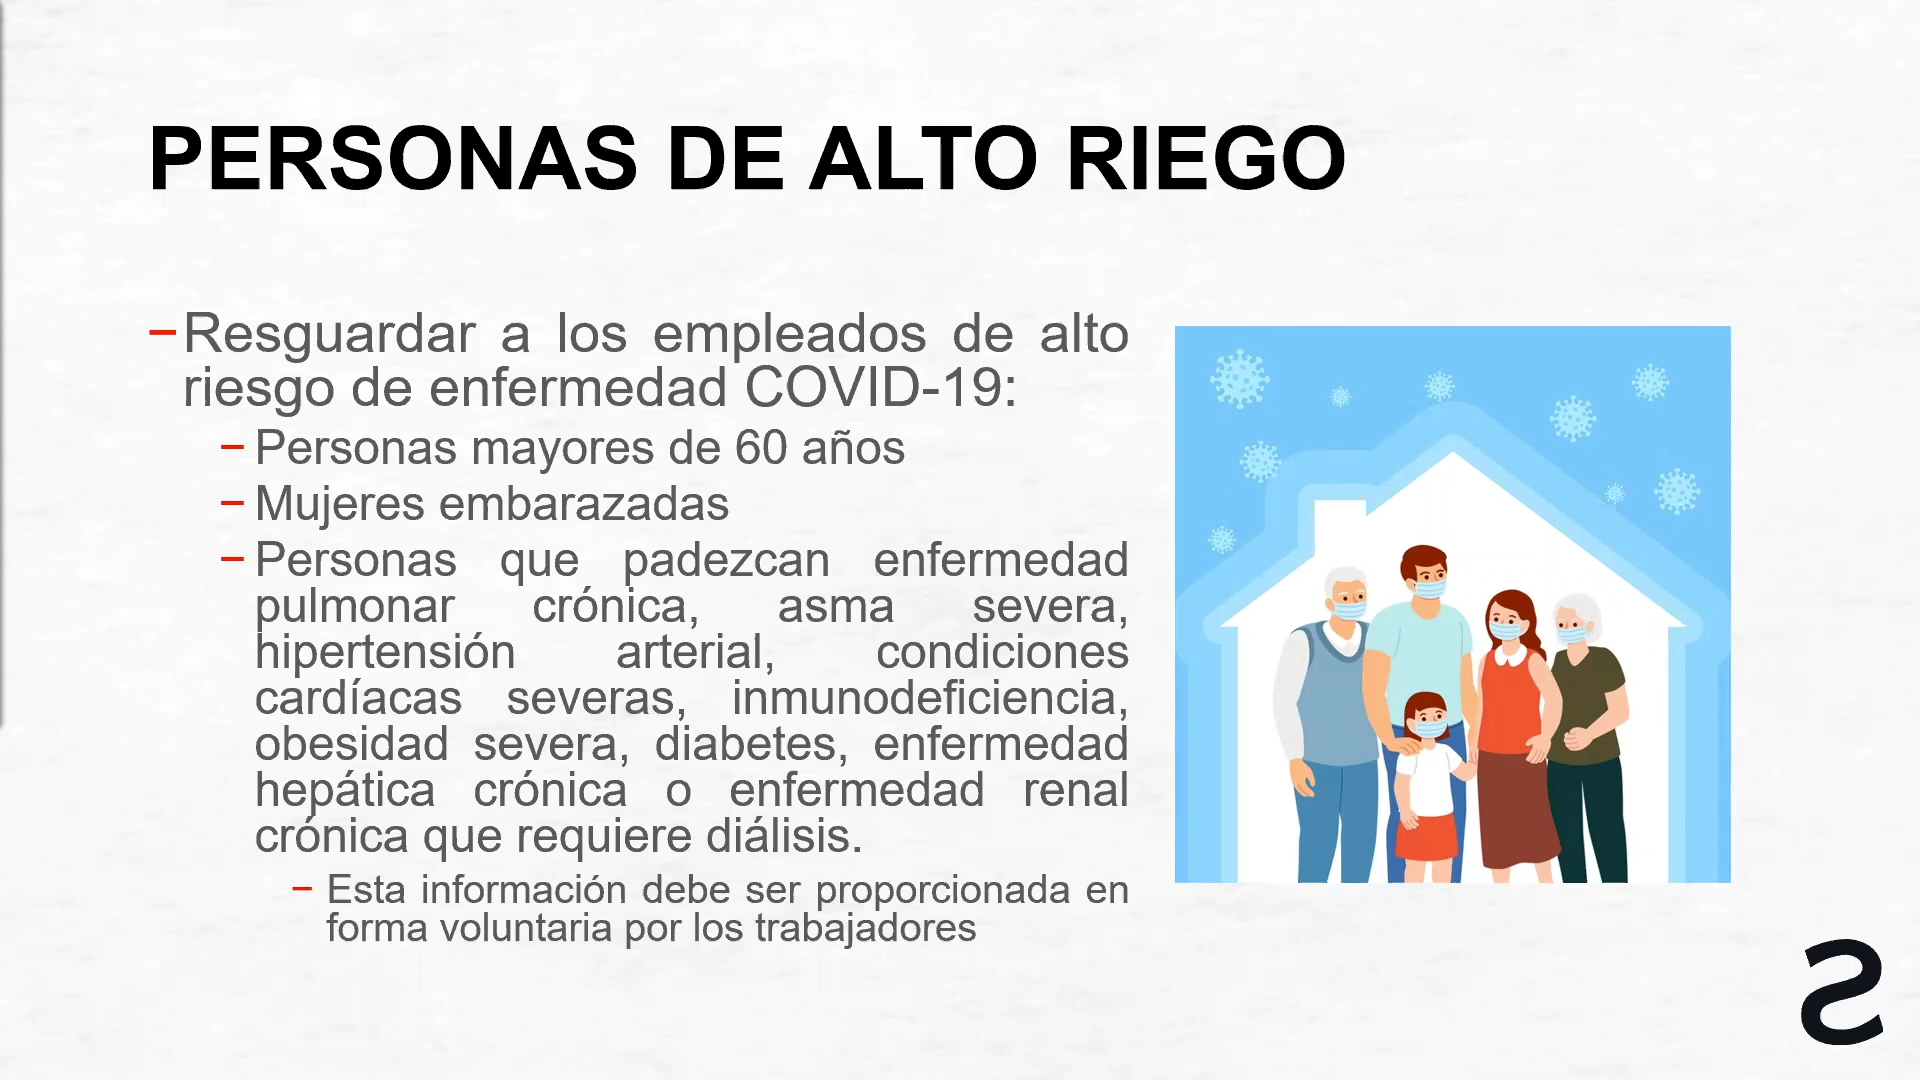 PERSONAS DE ALTO RIEGO
–Resguardar a los empleados de alto
riesgo de enfermedad COVID-19:
– Personas mayores de 60 años
– Mujeres embarazadas
– Personas que padezcan enfermedad
pulmonar crónica, asma severa,
hipertensión arterial, condiciones
cardíacas severas, inmunodeficiencia,
obesidad severa, diabetes, enfermedad
hepática crónica o enfermedad renal
crónica que requiere diálisis.
– Esta información debe ser proporcionada en
forma voluntaria por los trabajadores